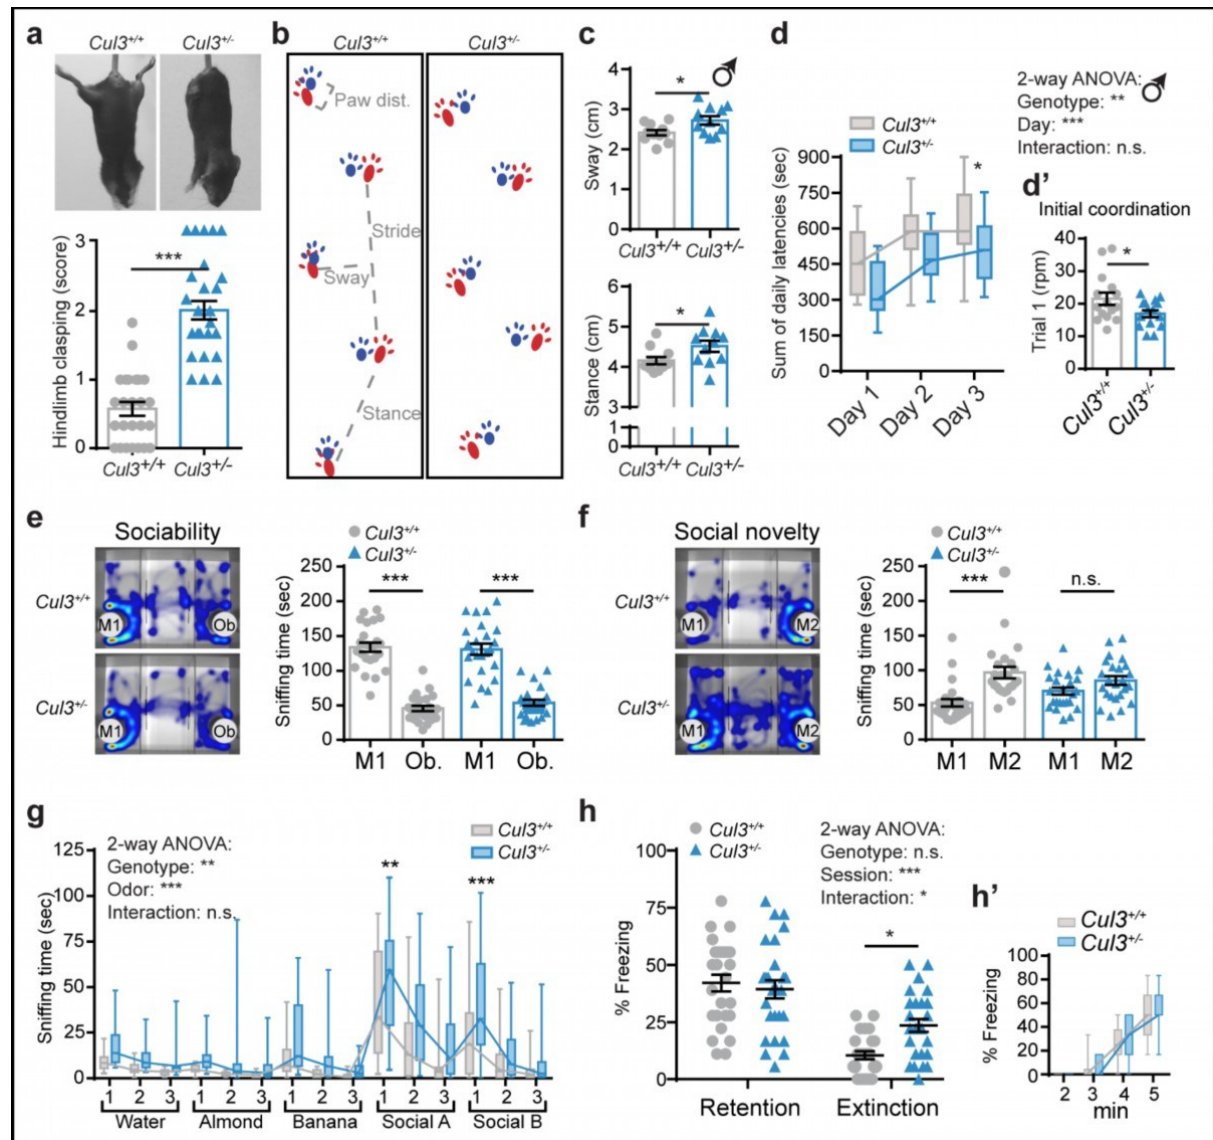 a
Cul3+/+
Cul3+/-
Hindlimb clasping (score)
3
***
2
1
0
Cul3+/+
Cul3+/-
b
Cul3+/+
Cul3+/-
Paw dist.
Stride
Sway
Stance
c
Sway (cm)
4
*
3
2
1
0
Cul3+/+
Cul3+/-
Stance (cm)
5
*
4
3
1
0
Cul3+/+
Cul3+/-
d
2-way ANOVA:
Genotype: **
Day: ***
Interaction: n.s.
Cul3+/+
Cul3+/-
Sum of daily latencies (sec)
900
*
750
600
450
300
150
0
Day 1
Day 2
Day 3
d'
Initial coordination
Trial 1 (rpm)
40
*
30
20
10
0
Cul3+/+
Cul3+/-
e
Sociability
Cul3+/+
M1
Ob.
Cul3+/-
M1
Ob
Cul3+/+
Cul3+/-
Sniffing time (sec)
250
*** ***
200
150
100
50
0
M1 Ob. M1 Ob.
f
Social novelty
Cul3+/+
M1
M2
Cul3+/-
M1
M2
Cul3+/+
Cul3+/-
Sniffing time (sec)
250
*** n.s.
200
150
100
50
0
M1 M2 M1 M2
g
2-way ANOVA:
Genotype: **
Odor: ***
Interaction: n.s.
Cul3+/+
Cul3+/-
Sniffing time (sec)
125
**
100
***
75
50
25
0
1 2 3 1 2 3 1 2 3 1 2 3 1 2 3
Water Almond Banana Social A Social B
h
Cul3+/+
Cul3+/-
2-way ANOVA:
Genotype: n.s.
Session: ***
Interaction: *
% Freezing
100
75
*
50
25
0
Retention Extinction
h'
Cul3+/+
Cul3+/-
% Freezing
100
80
60
40
20
0
2 3 4 5
min